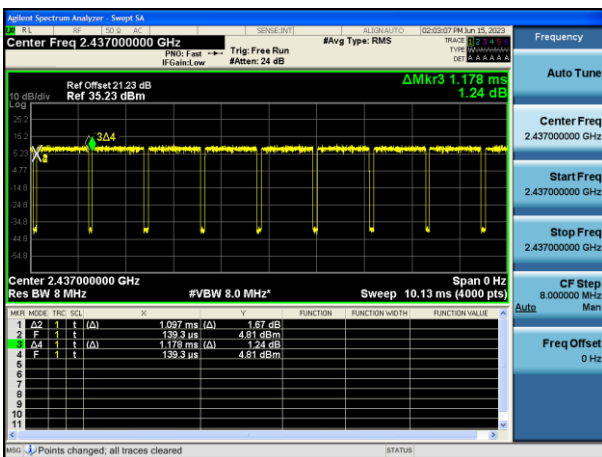 Agilent Spectrum Analyzer - Swept SA
RL RF 50 Ω AC SENSE:INT ALIGN AUTO 02:03:07 PM Jun 15, 2023
Center Freq 2.437000000 GHz
PNO: Fast
IFGain:Low
Trig: Free Run
#Atten: 24 dB
#Avg Type: RMS
TRACE 1 2 3 4 5 6
TYPE
DET A A A A A A
ΔMkr3 1.178 ms
1.24 dB
Ref Offset 21.23 dB
10 dB/div Ref 35.23 dBm
Log
25.2
15.2
5.23
-4.77
-14.8
-24.8
-34.8
-44.8
-54.8
3Δ4
Center 2.437000000 GHz Span 0 Hz
Res BW 8 MHz #VBW 8.0 MHz* Sweep 10.13 ms (4000 pts)
MKR MODE TRC SCL X Y FUNCTION FUNCTION WIDTH FUNCTION VALUE
1 Δ2 1 t (Δ) 1.097 ms (Δ) 1.67 dB
2 F 1 t 139.3 µs 4.81 dBm
3 Δ4 1 t (Δ) 1.178 ms (Δ) 1.24 dB
4 F 1 t 139.3 µs 4.81 dBm
5
6
7
8
9
10
11
MSG Points changed; all traces cleared STATUS
Frequency
Auto Tune
Center Freq
2.437000000 GHz
Start Freq
2.437000000 GHz
Stop Freq
2.437000000 GHz
CF Step
8.000000 MHz
Auto Man
Freq Offset
0 Hz